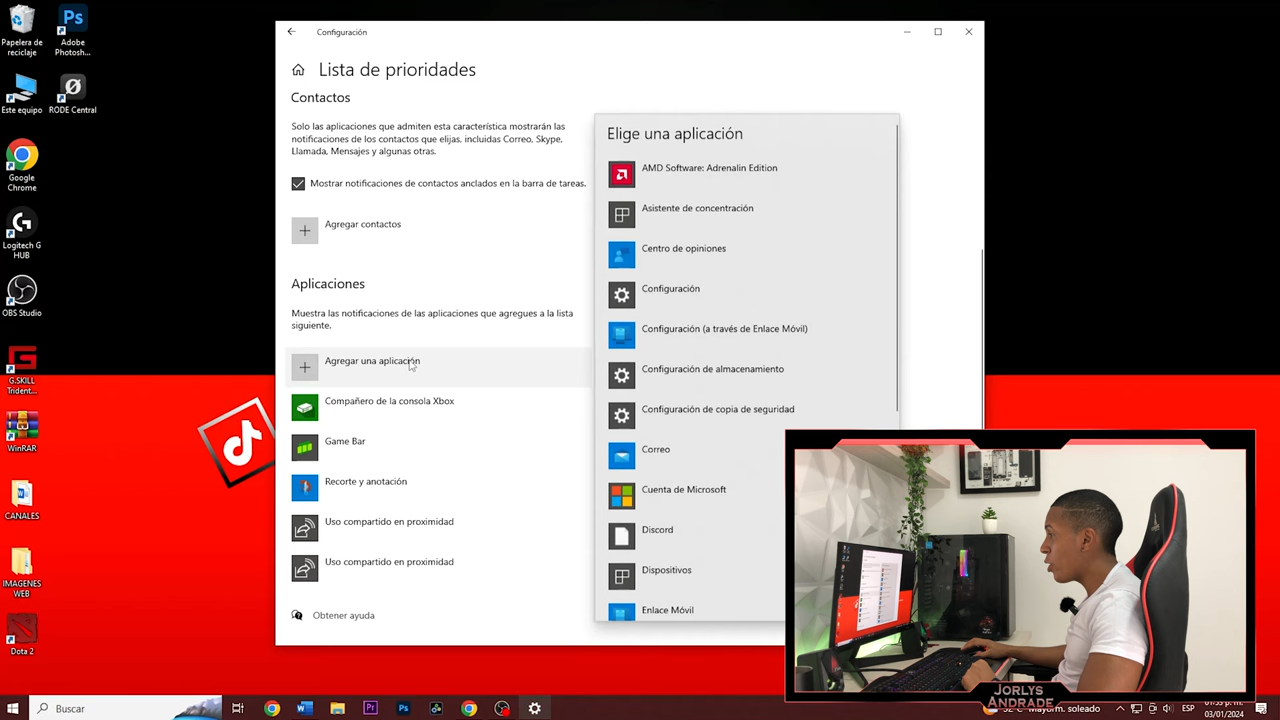 Papelera de
reciclaje
Adobe
Photosh...
Este equipo
RODE Central
Google
Chrome
Logitech G
HUB
OBS Studio
G.SKILL
Trident...
WinRAR
CANALES
IMAGENES
WEB
Dota 2
Configuración
Lista de prioridades
Contactos
Solo las aplicaciones que admiten esta característica mostrarán las
notificaciones de los contactos que elijas, incluidas Correo, Skype,
Llamada, Mensajes y algunas otras.
Mostrar notificaciones de contactos anclados en la barra de tareas.
Agregar contactos
Aplicaciones
Muestra las notificaciones de las aplicaciones que agregues a la lista
siguiente.
Agregar una aplicación
Compañero de la consola Xbox
Game Bar
Recorte y anotación
Uso compartido en proximidad
Uso compartido en proximidad
Obtener ayuda
Elige una aplicación
AMD Software: Adrenalin Edition
Asistente de concentración
Centro de opiniones
Configuración
Configuración (a través de Enlace Móvil)
Configuración de almacenamiento
Configuración de copia de seguridad
Correo
Cuenta de Microsoft
Discord
Dispositivos
Enlace Móvil
JORLYS
ANDRADE
Buscar
Mayorm. soleado
ESP
03/01/2024